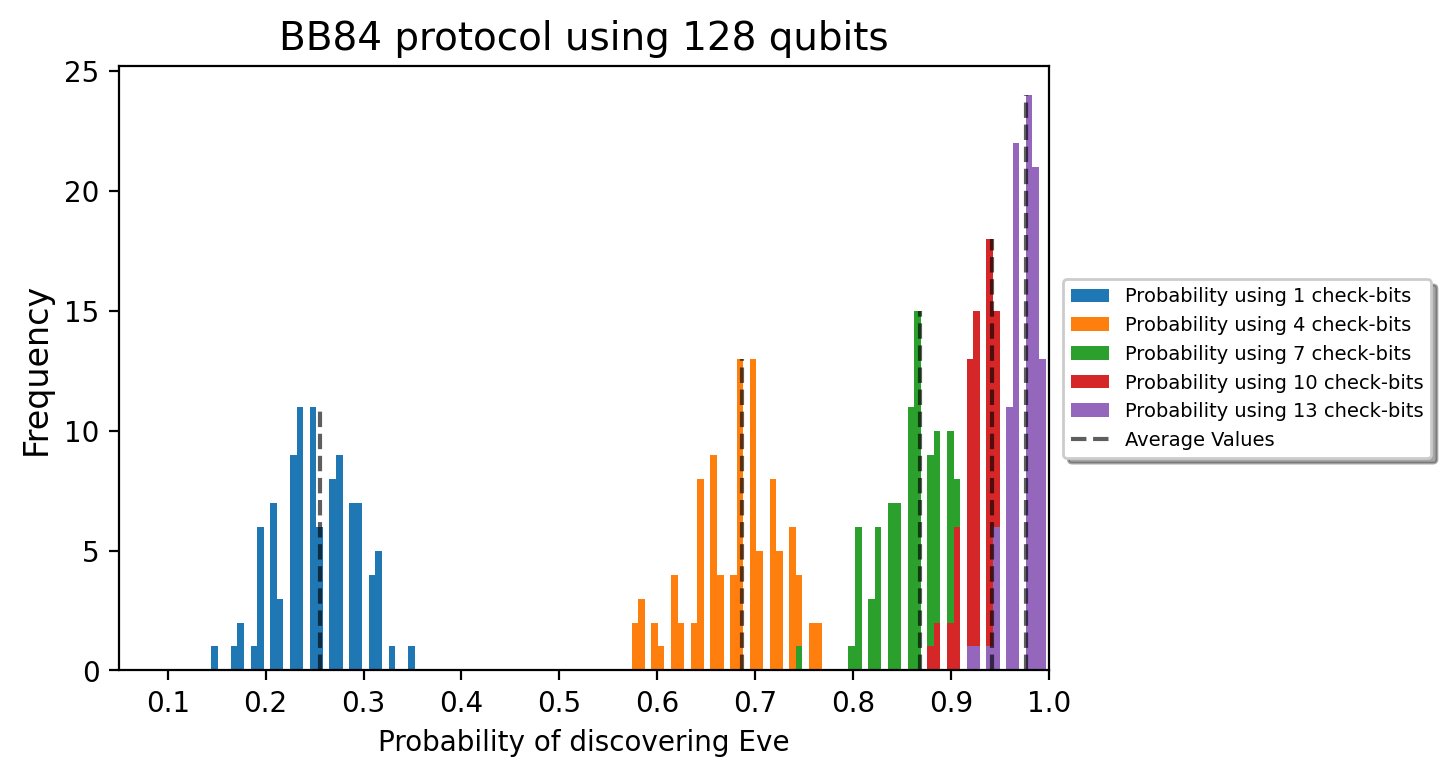 BB84 protocol using 128 qubits
25
20
15
10
5
0
Frequency
0.1 0.2 0.3 0.4 0.5 0.6 0.7 0.8 0.9 1.0
Probability of discovering Eve
Probability using 1 check-bits
Probability using 4 check-bits
Probability using 7 check-bits
Probability using 10 check-bits
Probability using 13 check-bits
Average Values